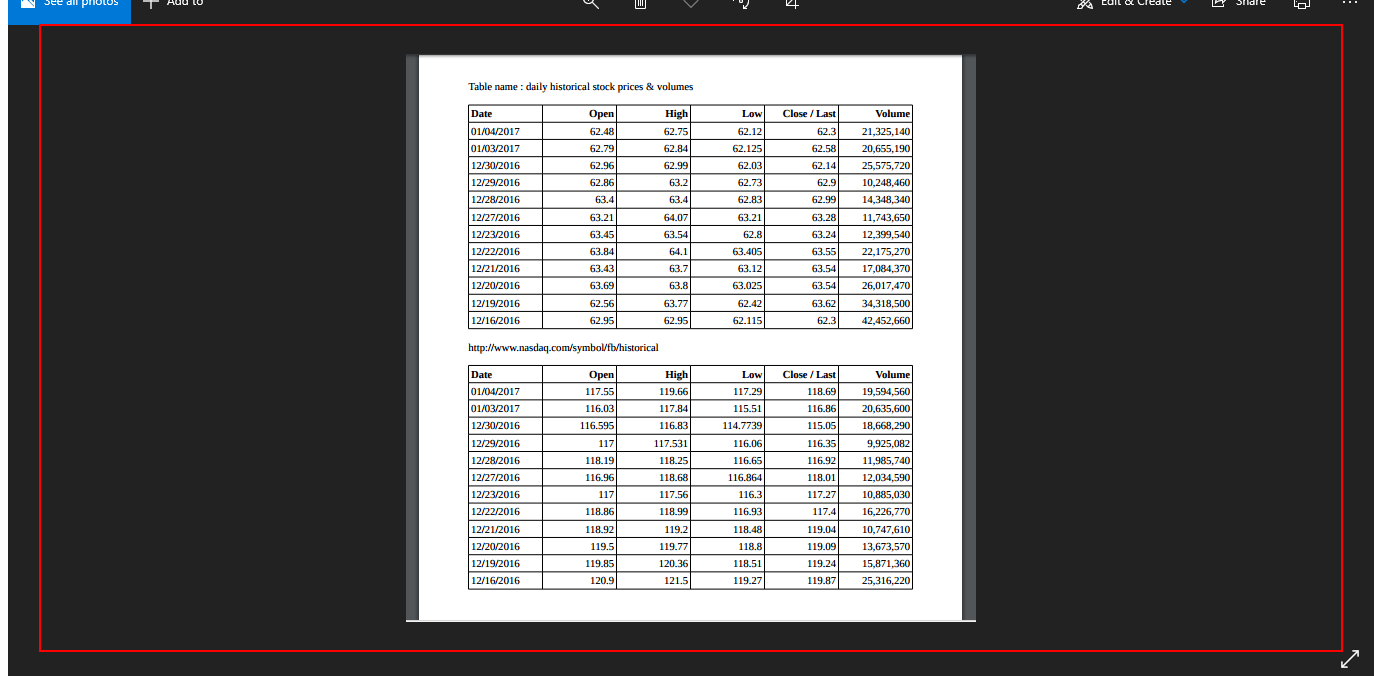 See all photos Add to Edit & Create Share
Table name : daily historical stock prices & volumes
Date Open High Low Close / Last Volume
01/04/2017 62.48 62.75 62.12 62.3 21,325,140
01/03/2017 62.79 62.84 62.125 62.58 20,655,190
12/30/2016 62.96 62.99 62.03 62.14 25,575,720
12/29/2016 62.86 63.2 62.73 62.9 10,248,460
12/28/2016 63.4 63.4 62.83 62.99 14,348,340
12/27/2016 63.21 64.07 63.21 63.28 11,743,650
12/23/2016 63.45 63.54 62.8 63.24 12,399,540
12/22/2016 63.84 64.1 63.405 63.55 22,175,270
12/21/2016 63.43 63.7 63.12 63.54 17,084,370
12/20/2016 63.69 63.8 63.025 63.54 26,017,470
12/19/2016 62.56 63.77 62.42 63.62 34,318,500
12/16/2016 62.95 62.95 62.115 62.3 42,452,660
http://www.nasdaq.com/symbol/fb/historical
Date Open High Low Close / Last Volume
01/04/2017 117.55 119.66 117.29 118.69 19,594,560
01/03/2017 116.03 117.84 115.51 116.86 20,635,600
12/30/2016 116.595 116.83 114.7739 115.05 18,668,290
12/29/2016 117 117.531 116.06 116.35 9,925,082
12/28/2016 118.19 118.25 116.65 116.92 11,985,740
12/27/2016 116.96 118.68 116.864 118.01 12,034,590
12/23/2016 117 117.56 116.3 117.27 10,885,030
12/22/2016 118.86 118.99 116.93 117.4 16,226,770
12/21/2016 118.92 119.2 118.48 119.04 10,747,610
12/20/2016 119.5 119.77 118.8 119.09 13,673,570
12/19/2016 119.85 120.36 118.51 119.24 15,871,360
12/16/2016 120.9 121.5 119.27 119.87 25,316,220